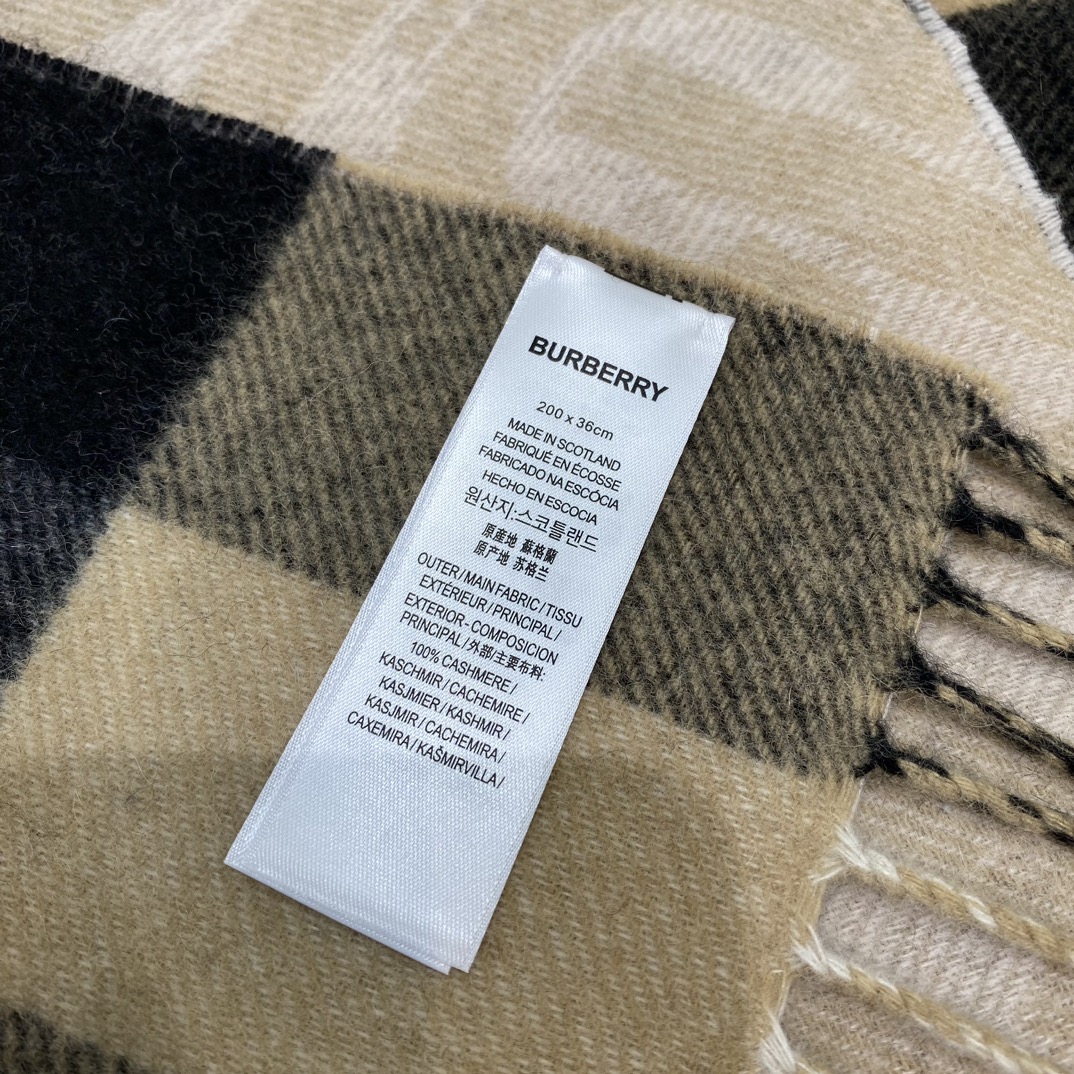 BURBERRY
200 x 36cm
MADE IN SCOTLAND
FABRIQUÉ EN ÉCOSSE
FABRICADO NA ESCÓCIA
HECHO EN ESCOCIA
원산지:스코틀랜드
原産地 蘇格蘭
原产地 苏格兰
OUTER / MAIN FABRIC / TISSU
EXTÉRIEUR / PRINCIPAL /
EXTERIOR - COMPOSICION
PRINCIPAL / 外部/主要布料:
100% CASHMERE /
KASCHMIR / CACHEMIRE /
KASJMIER / KASHMIR /
KASJMIR / CACHEMIRA /
CAXEMIRA / KAŠMIRVILLA /